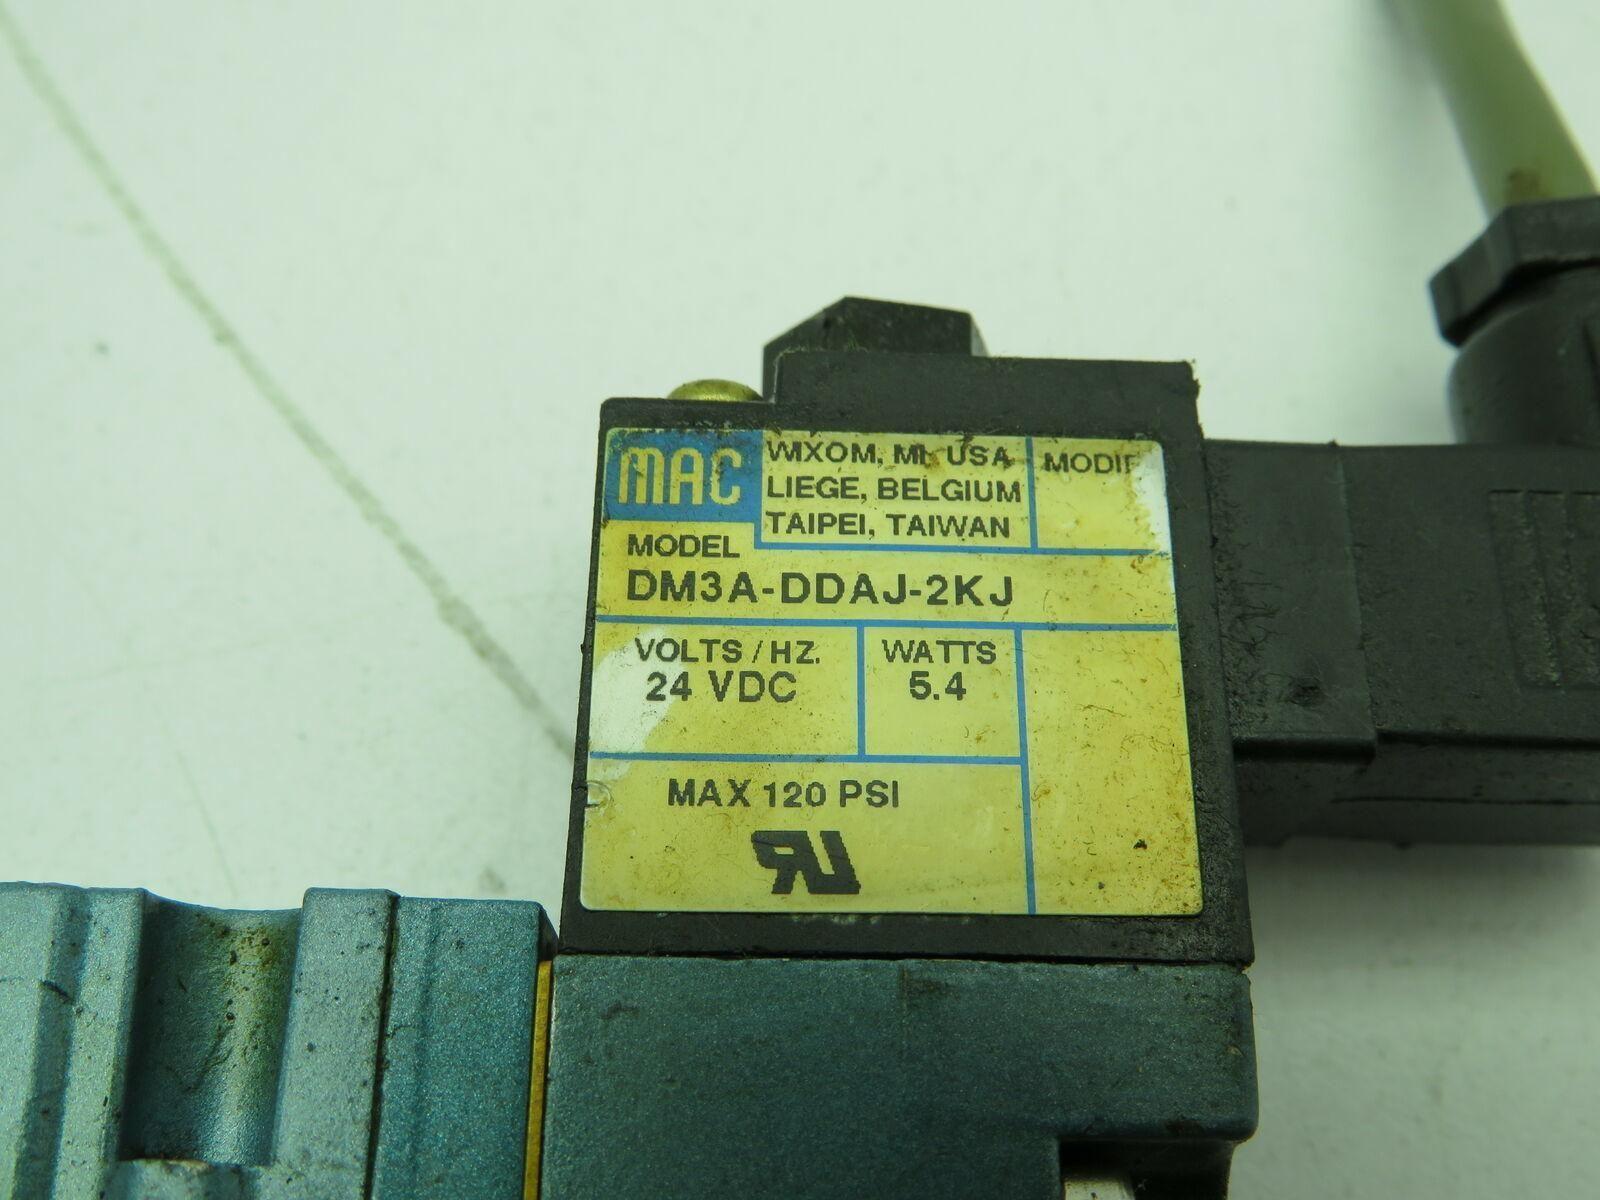 MAC
WIXOM, MI. USA
LIEGE, BELGIUM
TAIPEI, TAIWAN
MODEL
DM3A-DDAJ-2KJ
VOLTS / HZ.
24 VDC
WATTS
5.4
MAX 120 PSI